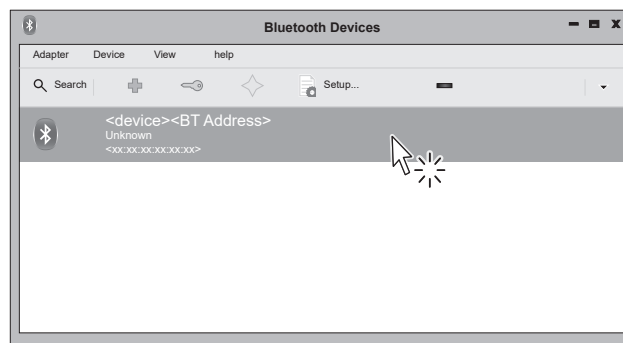 Bluetooth Devices
Adapter Device View help
Search Setup...
<device><BT Address>
Unknown
<xx:xx:xx:xx:xx:xx>